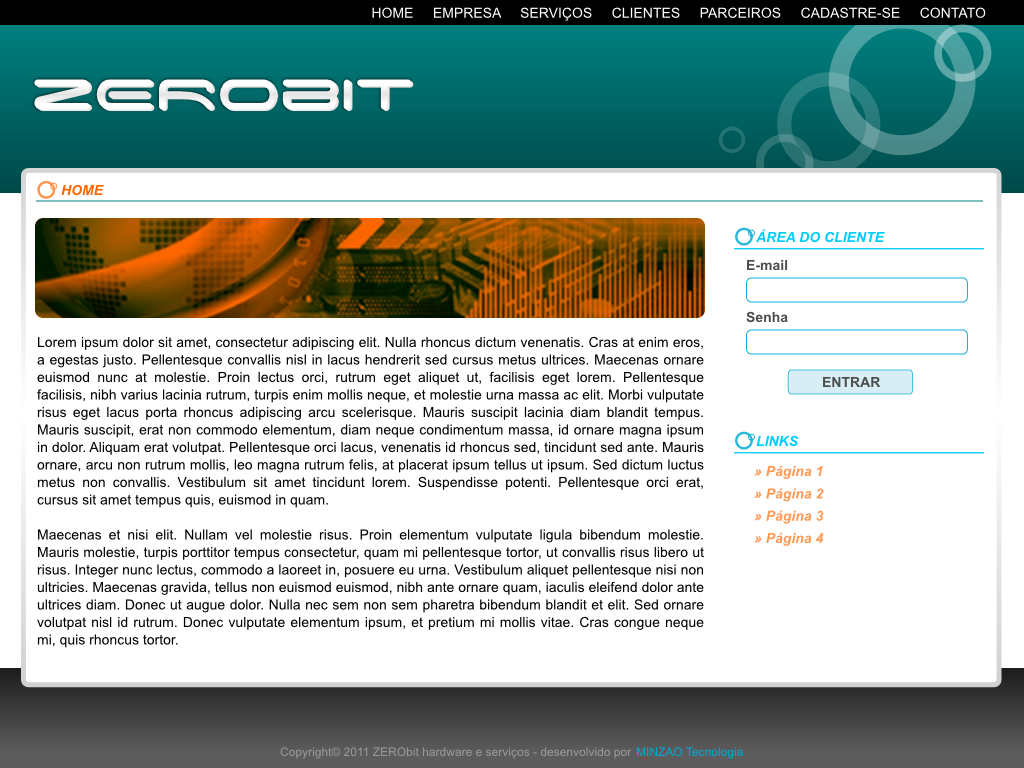 HOME EMPRESA SERVIÇOS CLIENTES PARCEIROS CADASTRE-SE CONTATO
ZEROBIT
HOME
Lorem ipsum dolor sit amet, consectetur adipiscing elit. Nulla rhoncus dictum venenatis. Cras at enim eros,
a egestas justo. Pellentesque convallis nisl in lacus hendrerit sed cursus metus ultrices. Maecenas ornare
euismod nunc at molestie. Proin lectus orci, rutrum eget aliquet ut, facilisis eget lorem. Pellentesque
facilisis, nibh varius lacinia rutrum, turpis enim mollis neque, et molestie urna massa ac elit. Morbi vulputate
risus eget lacus porta rhoncus adipiscing arcu scelerisque. Mauris suscipit lacinia diam blandit tempus.
Mauris suscipit, erat non commodo elementum, diam neque condimentum massa, id ornare magna ipsum
in dolor. Aliquam erat volutpat. Pellentesque orci lacus, venenatis id rhoncus sed, tincidunt sed ante. Mauris
ornare, arcu non rutrum mollis, leo magna rutrum felis, at placerat ipsum tellus ut ipsum. Sed dictum luctus
metus non convallis. Vestibulum sit amet tincidunt lorem. Suspendisse potenti. Pellentesque orci erat,
cursus sit amet tempus quis, euismod in quam.
Maecenas et nisi elit. Nullam vel molestie risus. Proin elementum vulputate ligula bibendum molestie.
Mauris molestie, turpis porttitor tempus consectetur, quam mi pellentesque tortor, ut convallis risus libero ut
risus. Integer nunc lectus, commodo a laoreet in, posuere eu urna. Vestibulum aliquet pellentesque nisi non
ultricies. Maecenas gravida, tellus non euismod euismod, nibh ante ornare quam, iaculis eleifend dolor ante
ultrices diam. Donec ut augue dolor. Nulla nec sem non sem pharetra bibendum blandit et elit. Sed ornare
volutpat nisl id rutrum. Donec vulputate elementum ipsum, et pretium mi mollis vitae. Cras congue neque
mi, quis rhoncus tortor.
ÁREA DO CLIENTE
E-mail
Senha
ENTRAR
LINKS
» Página 1
» Página 2
» Página 3
» Página 4
Copyright© 2011 ZERObit hardware e serviços - desenvolvido por MINZAO Tecnologia